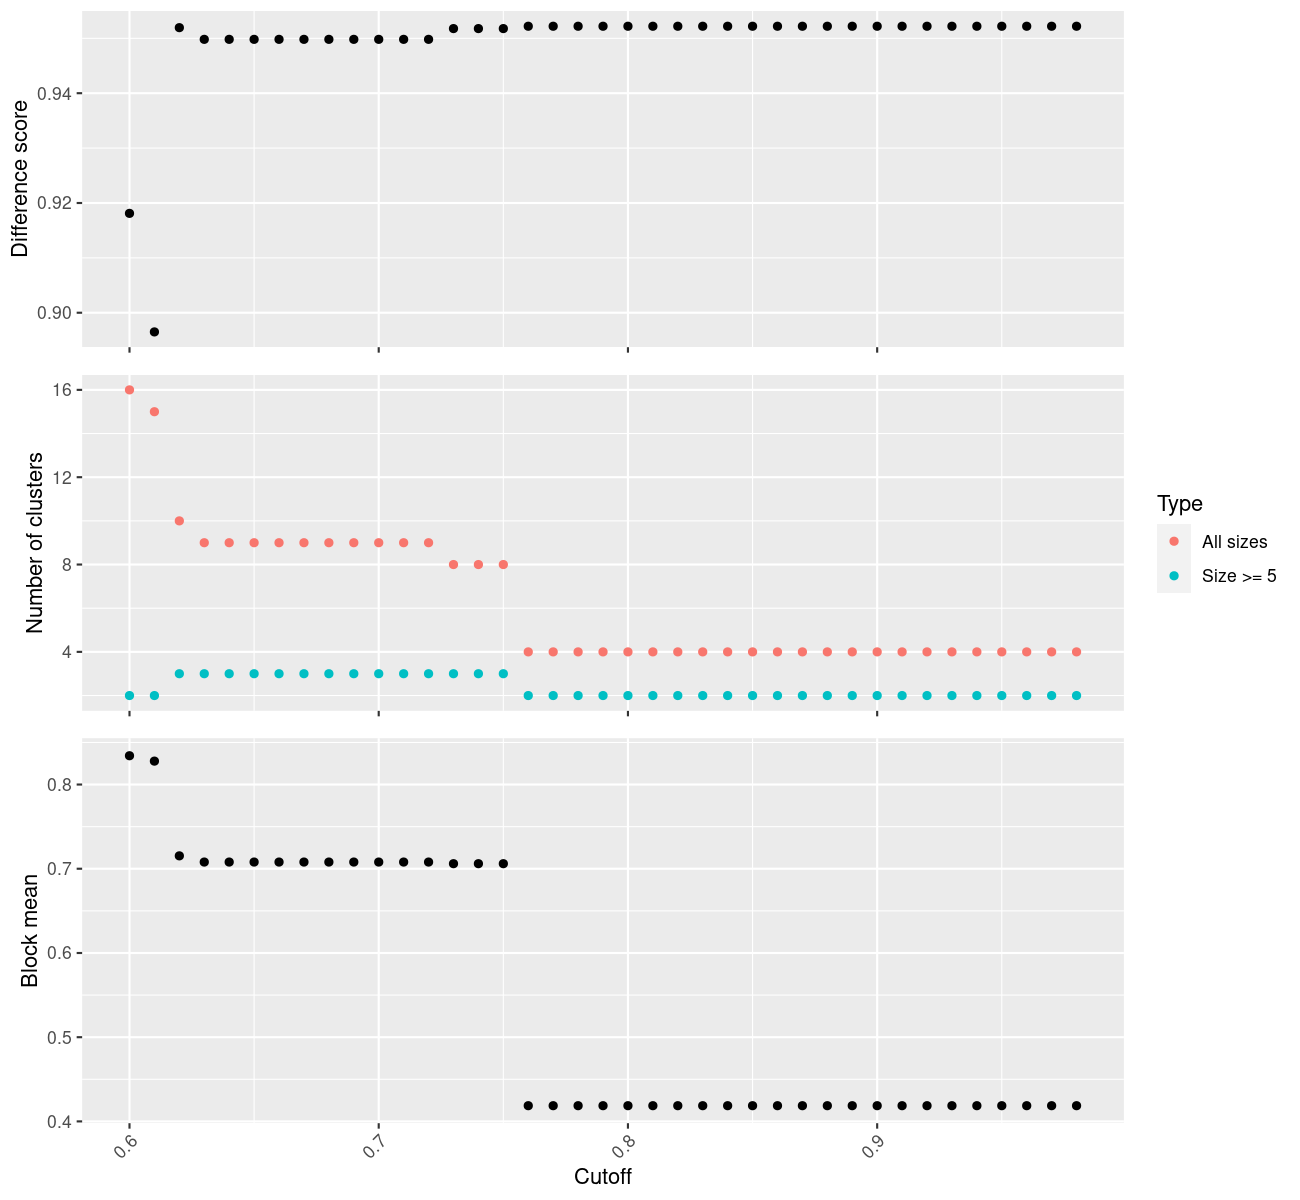 Difference score
0.94
0.92
0.90
Number of clusters
16
12
8
4
Type
All sizes
Size >= 5
Block mean
0.8
0.7
0.6
0.5
0.4
0.6 0.7 0.8 0.9
Cutoff